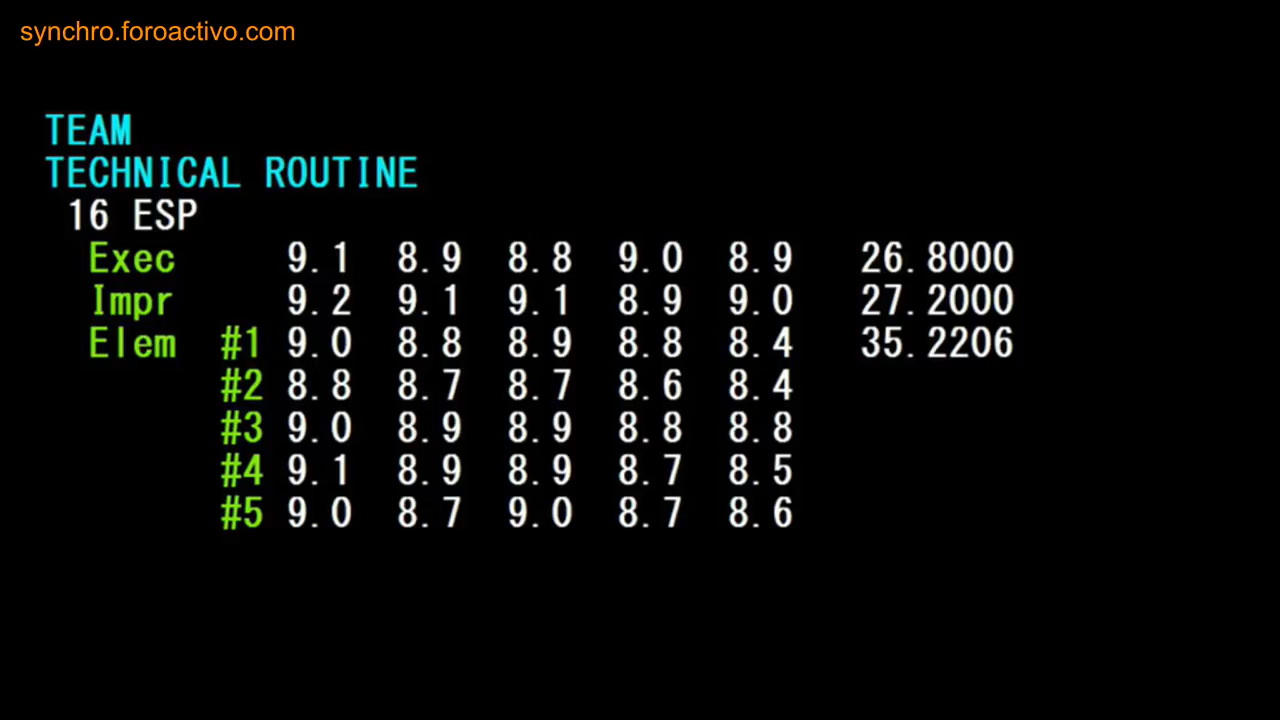 synchro.foroactivo.com
TEAM
TECHNICAL ROUTINE
16 ESP
Exec 9.1 8.9 8.8 9.0 8.9 26.8000
Impr 9.2 9.1 9.1 8.9 9.0 27.2000
Elem #1 9.0 8.8 8.9 8.8 8.4 35.2206
#2 8.8 8.7 8.7 8.6 8.4
#3 9.0 8.9 8.9 8.8 8.8
#4 9.1 8.9 8.9 8.7 8.5
#5 9.0 8.7 9.0 8.7 8.6